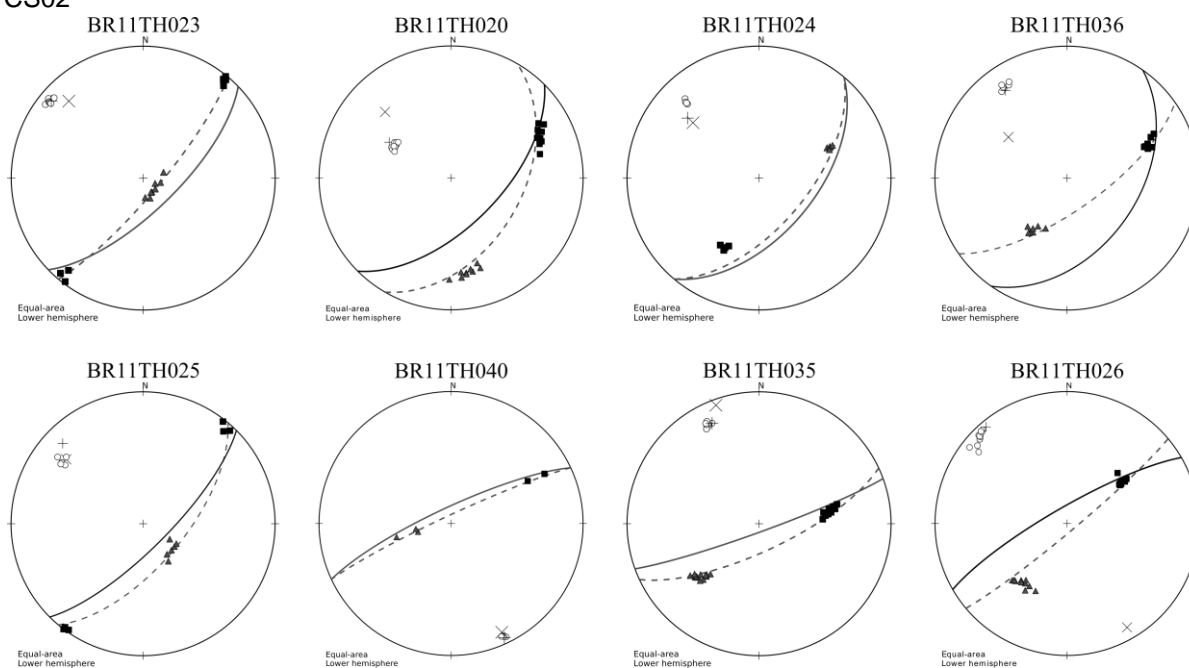 CS02
BR11TH023 BR11TH020 BR11TH024 BR11TH036
N N N N
Equal-area Equal-area Equal-area Equal-area
Lower hemisphere Lower hemisphere Lower hemisphere Lower hemisphere
BR11TH025 BR11TH040 BR11TH035 BR11TH026
N N N N
Equal-area Equal-area Equal-area Equal-area
Lower hemisphere Lower hemisphere Lower hemisphere Lower hemisphere